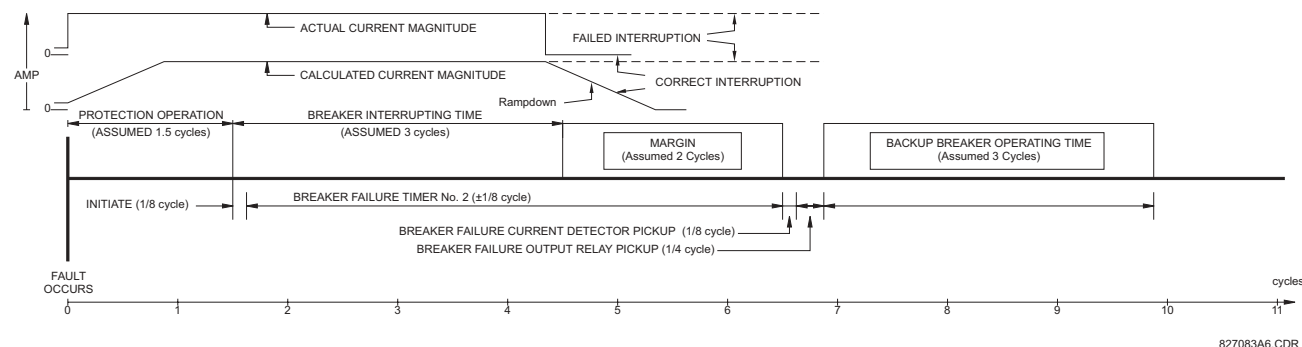 ACTUAL CURRENT MAGNITUDE
FAILED INTERRUPTION
0
AMP
CALCULATED CURRENT MAGNITUDE
CORRECT INTERRUPTION
0
Rampdown
PROTECTION OPERATION
(ASSUMED 1.5 cycles)
BREAKER INTERRUPTING TIME
(ASSUMED 3 cycles)
MARGIN
(Assumed 2 Cycles)
BACKUP BREAKER OPERATING TIME
(Assumed 3 Cycles)
INITIATE (1/8 cycle)
BREAKER FAILURE TIMER No. 2 (±1/8 cycle)
BREAKER FAILURE CURRENT DETECTOR PICKUP (1/8 cycle)
BREAKER FAILURE OUTPUT RELAY PICKUP (1/4 cycle)
FAULT
OCCURS
cycles
0 1 2 3 4 5 6 7 8 9 10 11
827083A6.CDR